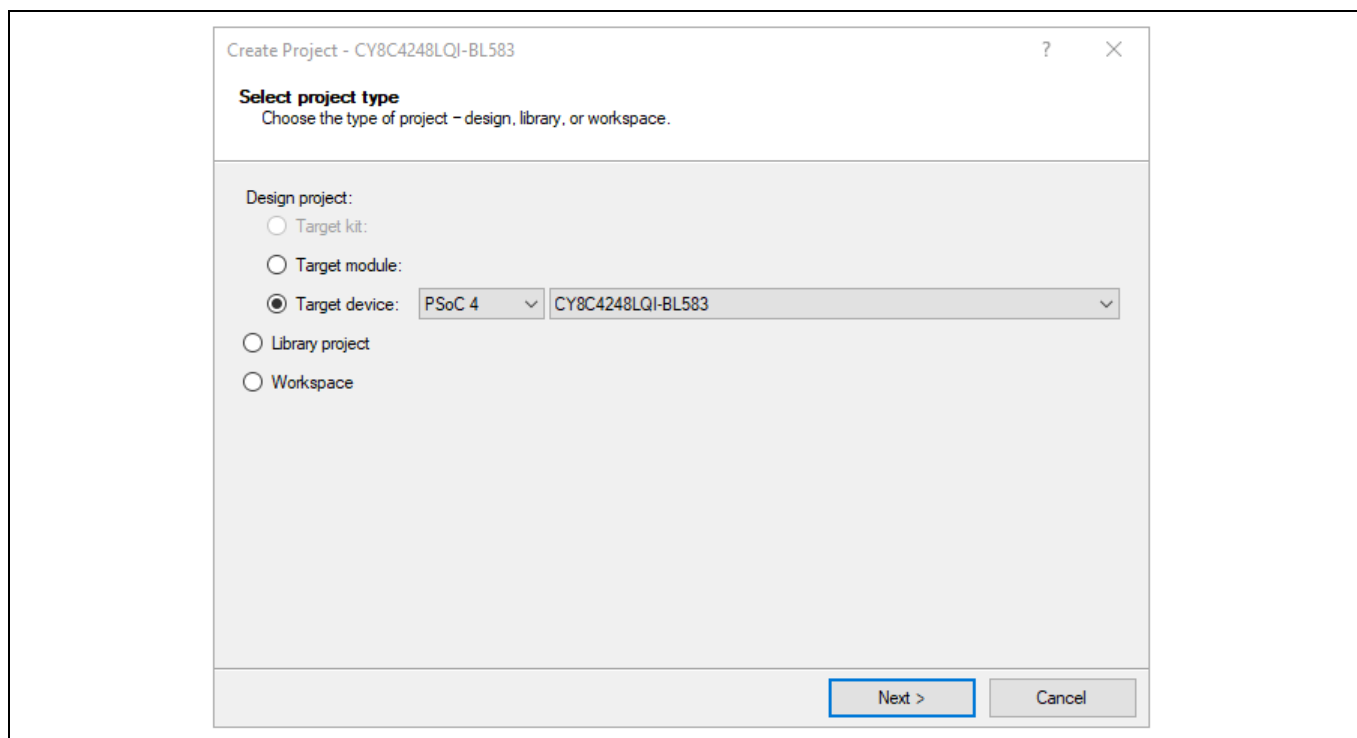 Create Project - CY8C4248LQI-BL583 ?
Select project type
Choose the type of project – design, library, or workspace.
Design project:
Target kit:
Target module:
Target device: PSoC 4 CY8C4248LQI-BL583
Library project
Workspace
Next > Cancel